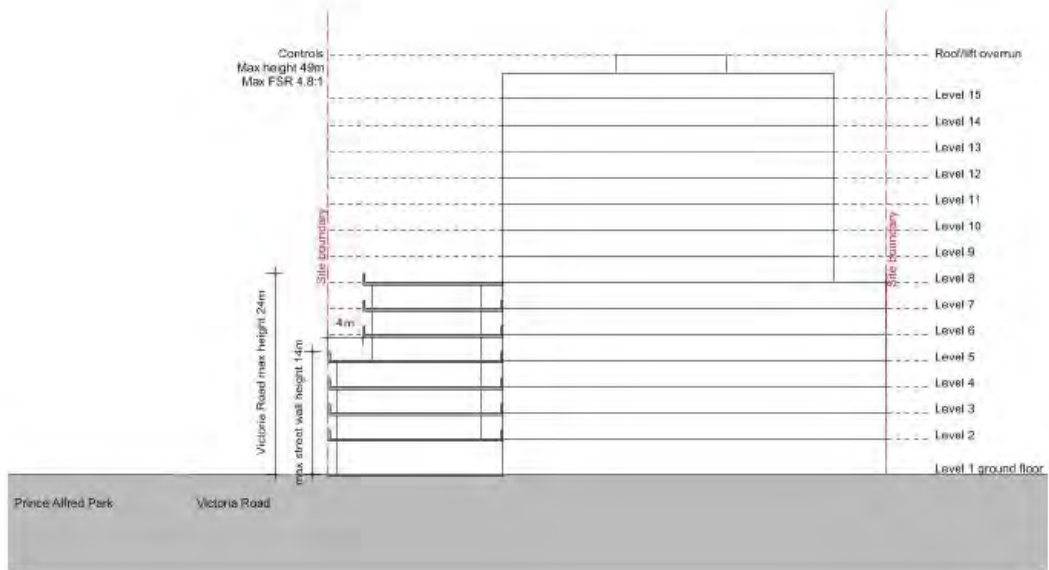 Controls
Max height 49m
Max FSR 4.8:1
Roof/lift overrun
Level 15
Level 14
Level 13
Level 12
Level 11
Level 10
Level 9
Level 8
Level 7
Level 6
Level 5
Level 4
Level 3
Level 2
Level 1 ground floor
Site boundary
Site boundary
4m
Victoria Road max height 24m
max street wall height 14m
Prince Alfred Park
Victoria Road